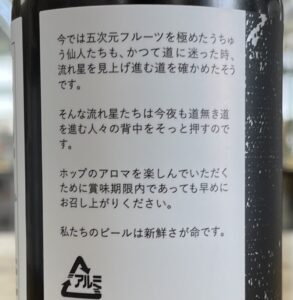 今では五次元フルーツを極めたうちゅ
う仙人たちも、かつて道に迷った時、
流れ星を見上げ進む道を確かめたそう
です。
そんな流れ星たちは今夜も道無き道
を進む人々の背中をそっと押すので
す。
ホップのアロマを楽しんでいただく
ために賞味期限内であっても早めに
お召し上がりください。
私たちのビールは新鮮さが命です。
アルミ